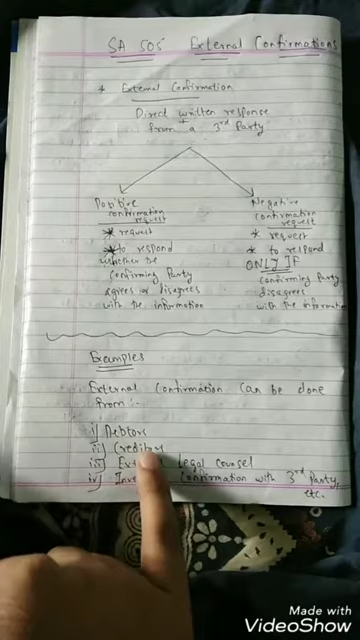 SA 505 External Confirmations
* External Confirmation
Direct written response
from a 3rd Party
Positive
confirmation
request
* request
* to respond
whether the
confirming Party
agrees or disagrees
with the information
Negative
confirmation
request
* request
* to respond
ONLY IF
confirming Party
disagrees
with the information
Examples
External confirmation can be done
from :-
i) Debtors
ii) Creditors
iii) Legal Counsel
iv) confirmation with 3rd Party,
etc.
Made with
VideoShow